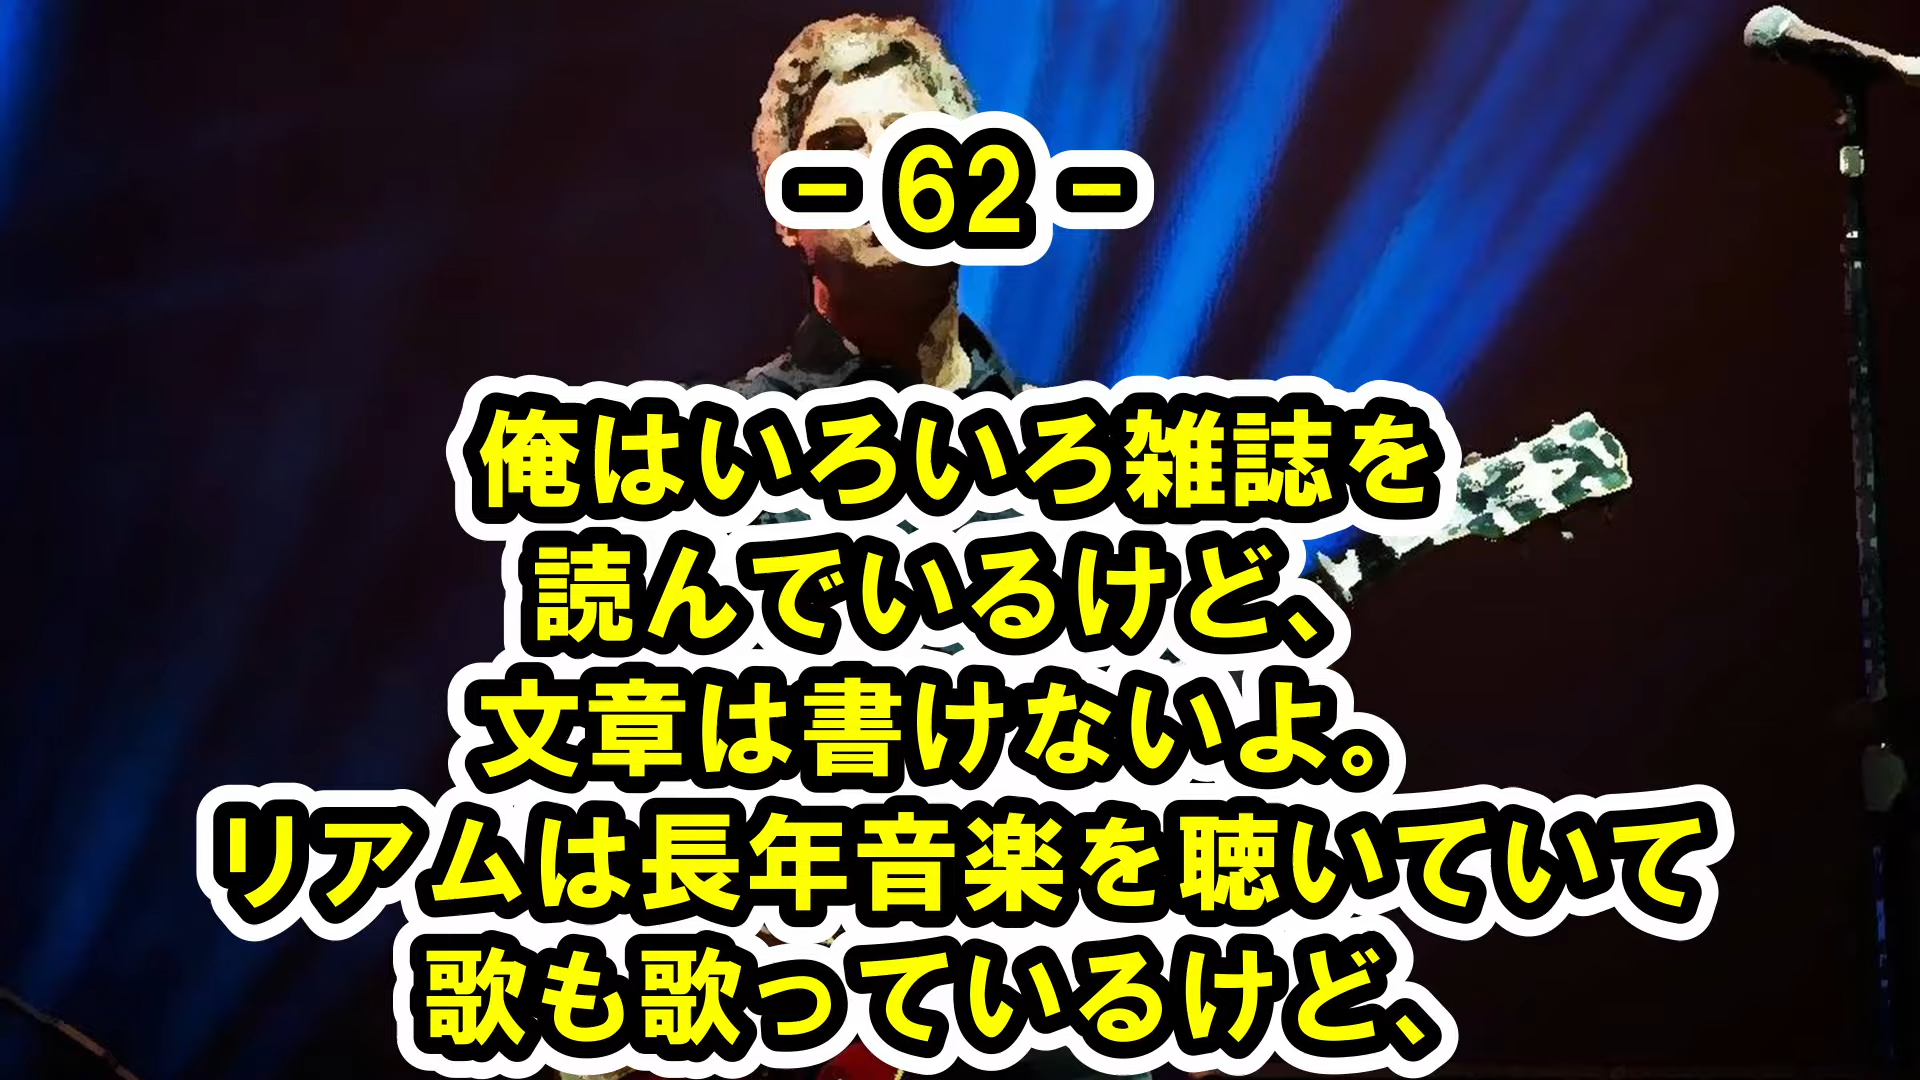 - 62 -
俺はいろいろ雑誌を
読んでいるけど、
文章は書けないよ。
リアムは長年音楽を聴いていて
歌も歌っているけど、